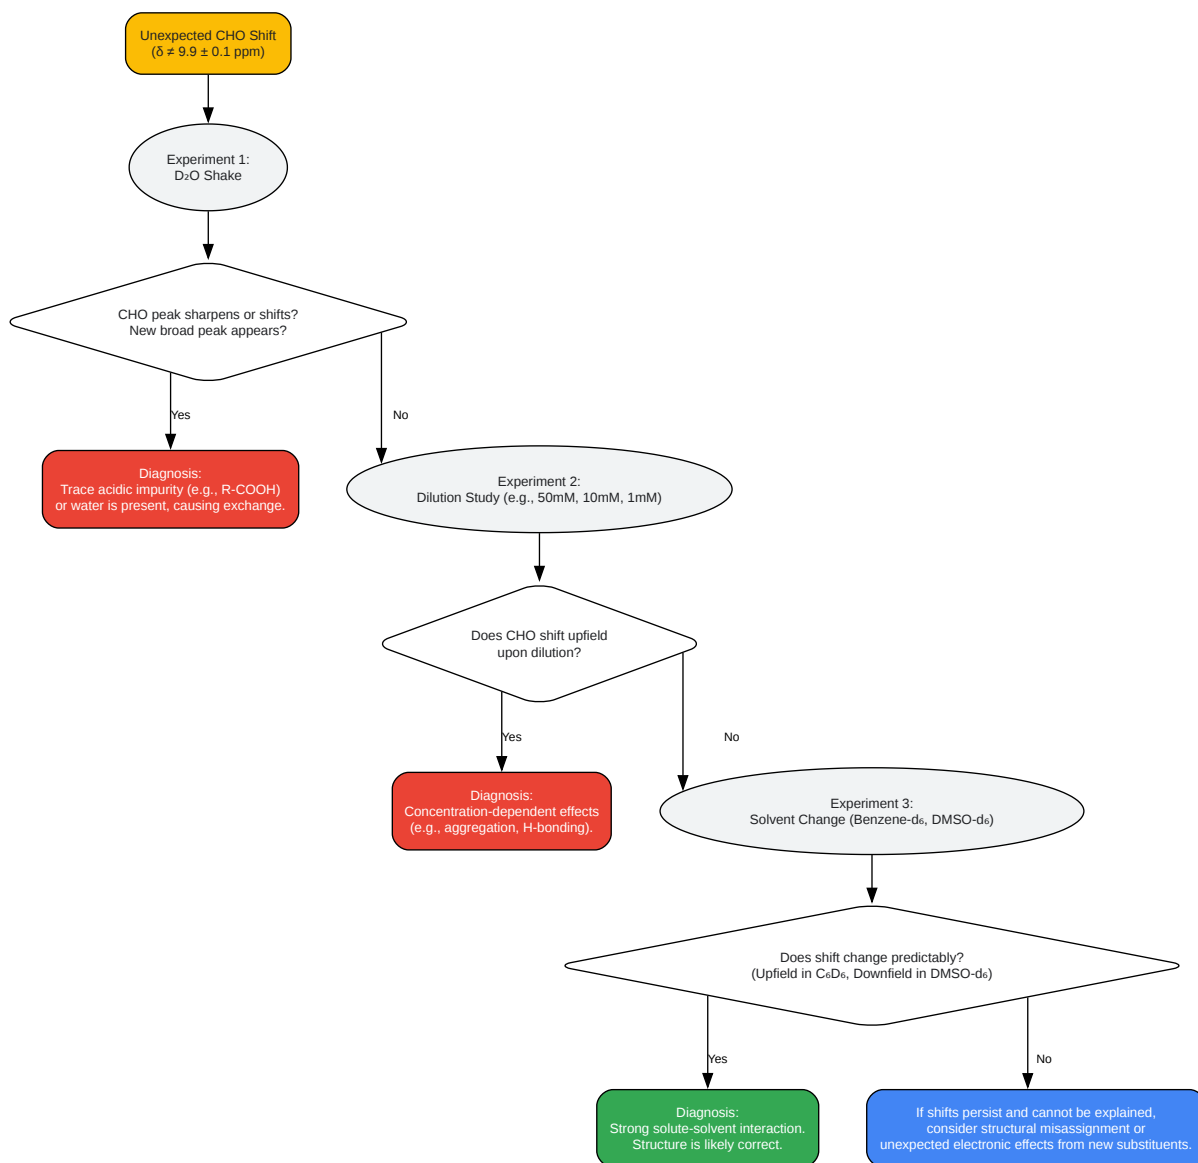 Unexpected CHO Shift
(δ ≠ 9.9 ± 0.1 ppm)
Experiment 1:
D₂O Shake
CHO peak sharpens or shifts?
New broad peak appears?
Yes
No
Diagnosis:
Trace acidic impurity (e.g., R-COOH)
or water is present, causing exchange.
Experiment 2:
Dilution Study (e.g., 50mM, 10mM, 1mM)
Does CHO shift upfield
upon dilution?
Yes
No
Diagnosis:
Concentration-dependent effects
(e.g., aggregation, H-bonding).
Experiment 3:
Solvent Change (Benzene-d₆, DMSO-d₆)
Does shift change predictably?
(Upfield in C₆D₆, Downfield in DMSO-d₆)
Yes
No
Diagnosis:
Strong solute-solvent interaction.
Structure is likely correct.
If shifts persist and cannot be explained,
consider structural misassignment or
unexpected electronic effects from new substituents.